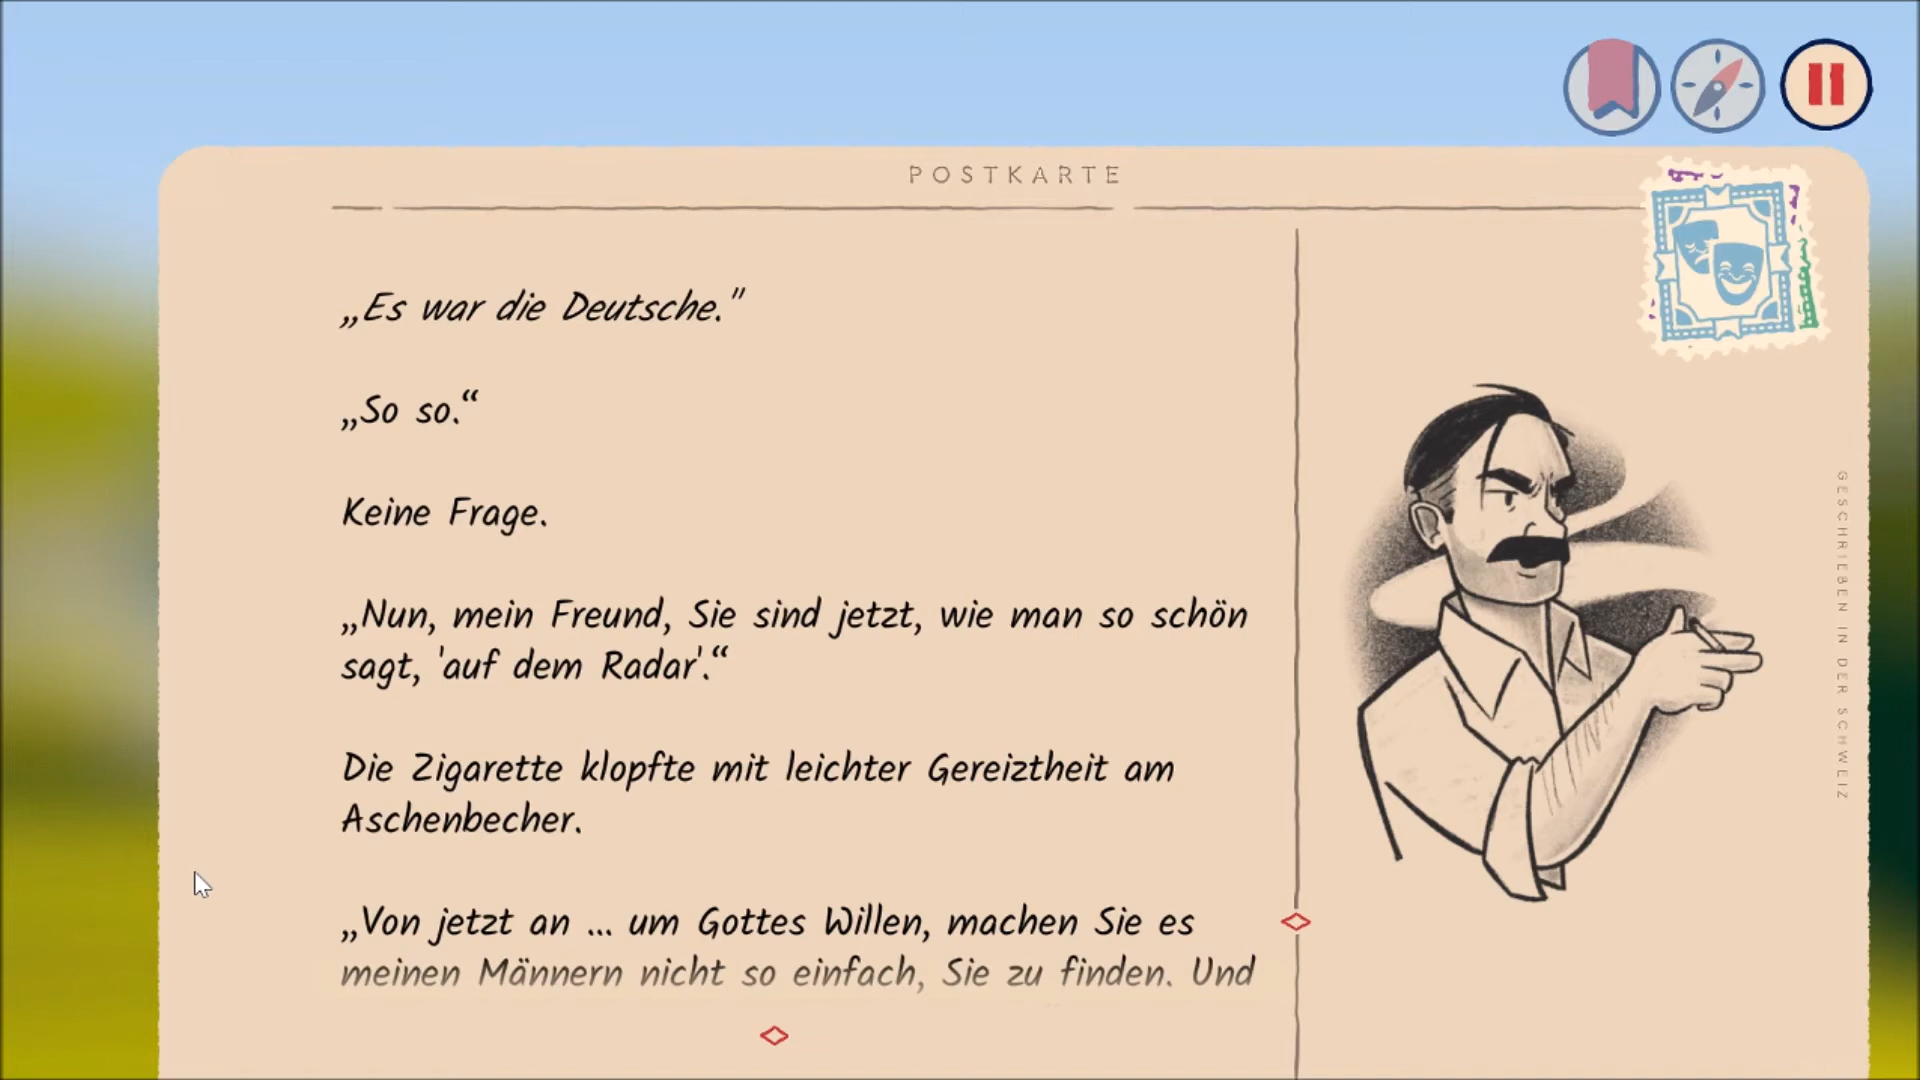 POSTKARTE
„Es war die Deutsche."
„So so.“
Keine Frage.
„Nun, mein Freund, Sie sind jetzt, wie man so schön
sagt, 'auf dem Radar'.“
Die Zigarette klopfte mit leichter Gereiztheit am
Aschenbecher.
„Von jetzt an ... um Gottes Willen, machen Sie es
meinen Männern nicht so einfach, Sie zu finden. Und
GESCHRIEBEN IN DER SCHWEIZ